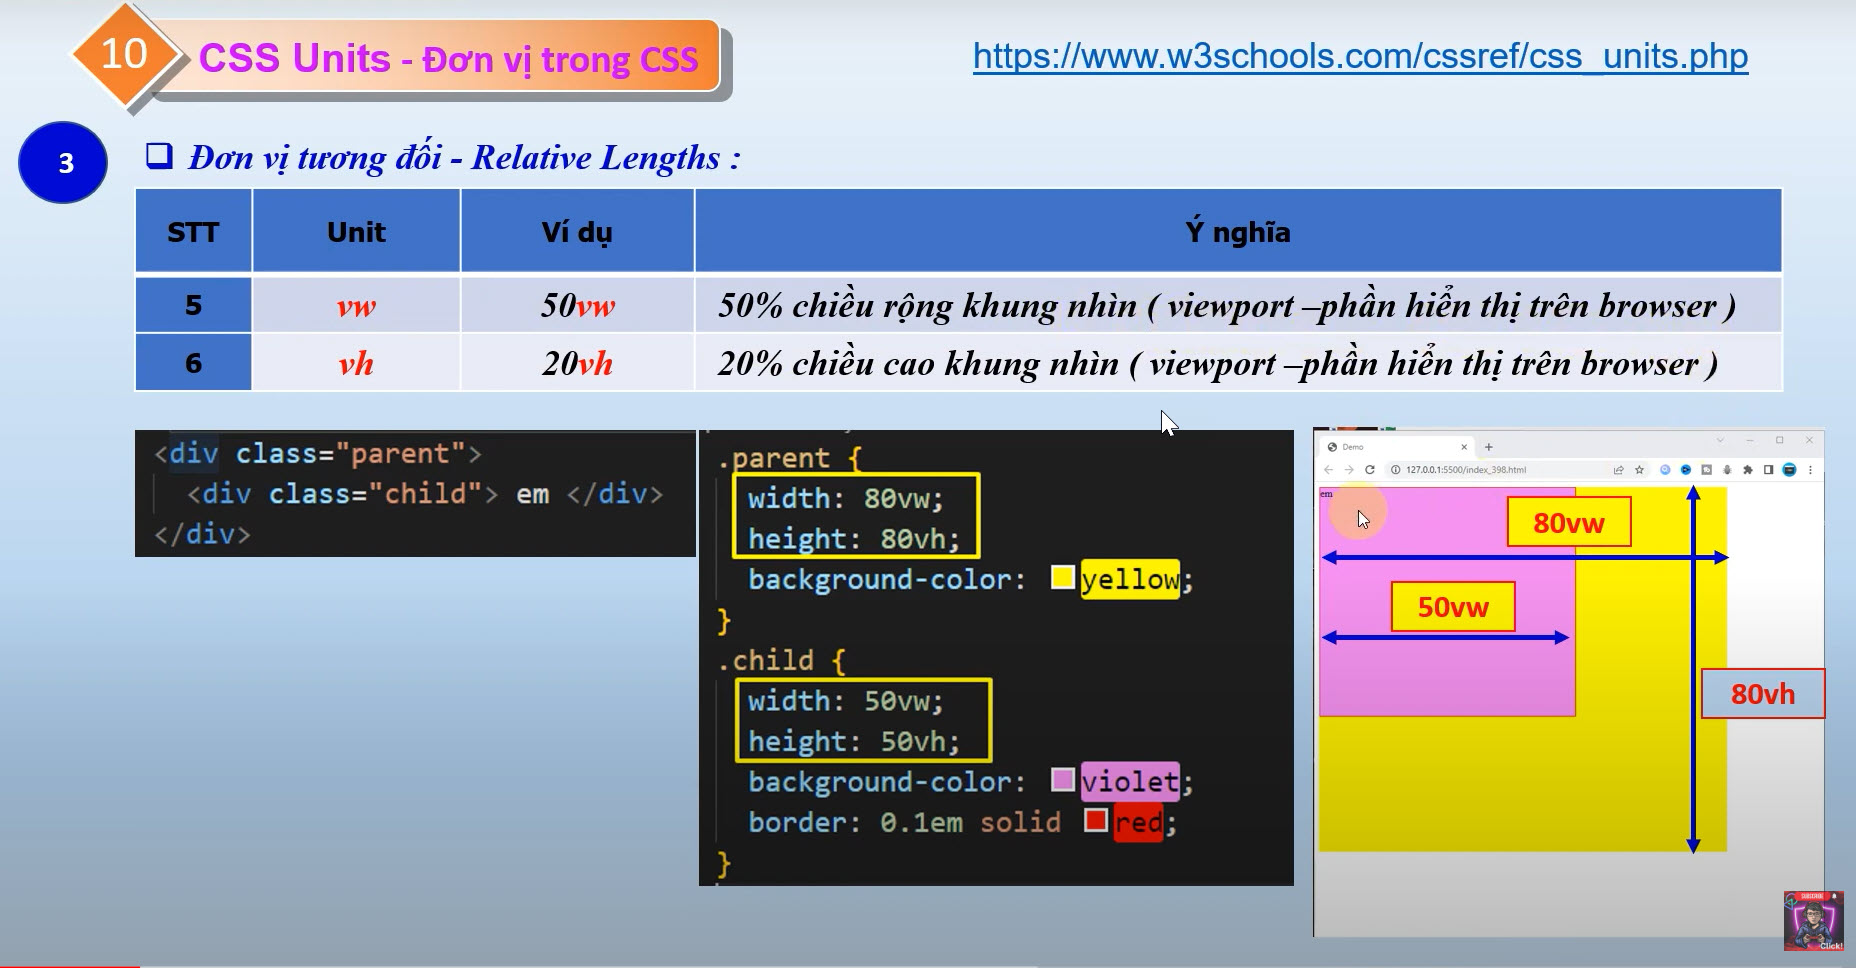 10
CSS Units - Đơn vị trong CSS
https://www.w3schools.com/cssref/css_units.php
3
Đơn vị tương đối - Relative Lengths :
STT Unit Ví dụ Ý nghĩa
5 vw 50vw 50% chiều rộng khung nhìn ( viewport –phần hiển thị trên browser )
6 vh 20vh 20% chiều cao khung nhìn ( viewport –phần hiển thị trên browser )
<div class="parent">
<div class="child"> em </div>
</div>
.parent {
width: 80vw;
height: 80vh;
background-color: yellow;
}
.child {
width: 50vw;
height: 50vh;
background-color: violet;
border: 0.1em solid red;
}
Demo
127.0.0.1:5500/index_398.html
em
80vw
50vw
80vh
SUBSCRIBE
Click!